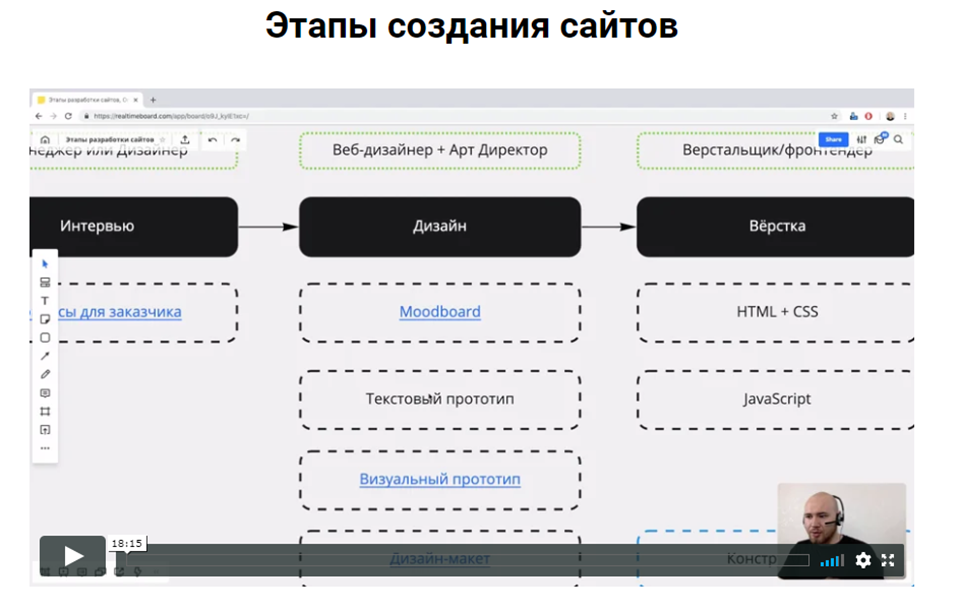 Этапы создания сайтов
Этапы разработки сайтов, О
https://realtimeboard.com/app/board/
Этапы разработки сайтов
Share
неджер или Дизайнер
Веб-дизайнер + Арт Директор
Верстальщик/фронтендер
Интервью
Дизайн
Вёрстка
сы для заказчика
Moodboard
HTML + CSS
Текстовый прототип
JavaScript
Визуальный прототип
18:15
Дизайн-макет
Констр